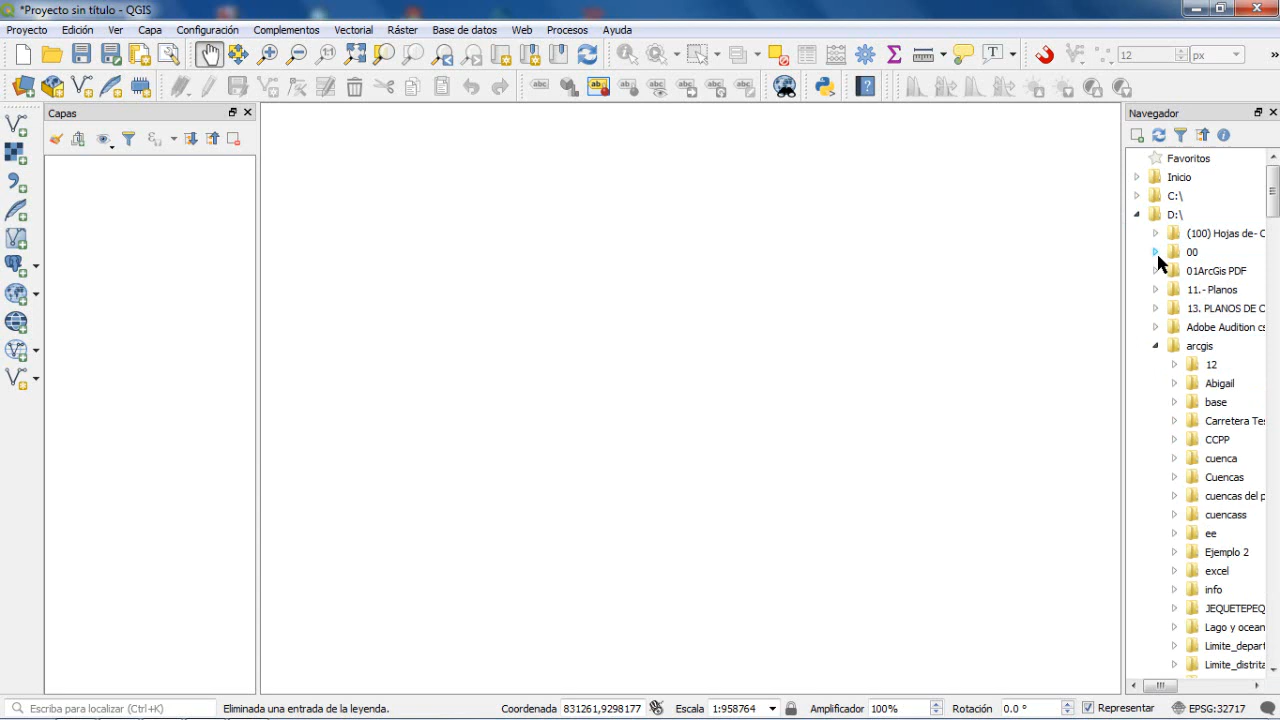 *Proyecto sin título - QGIS
Proyecto Edición Ver Capa Configuración Complementos Vectorial Ráster Base de datos Web Procesos Ayuda
12 px
Capas
Navegador
Favoritos
Inicio
C:\
D:\
(100) Hojas de- C
00
01ArcGis PDF
11.- Planos
13. PLANOS DE C
Adobe Audition cs
arcgis
12
Abigail
base
Carretera Tes
CCPP
cuenca
Cuencas
cuencas del p
cuencass
ee
Ejemplo 2
excel
info
JEQUETEPEQ
Lago y ocean
Limite_depart
Limite_distrita
Escriba para localizar (Ctrl+K) Eliminada una entrada de la leyenda. Coordenada 831261,9298177 Escala 1:958764 Amplificador 100% Rotación 0.0 ° Representar EPSG:32717